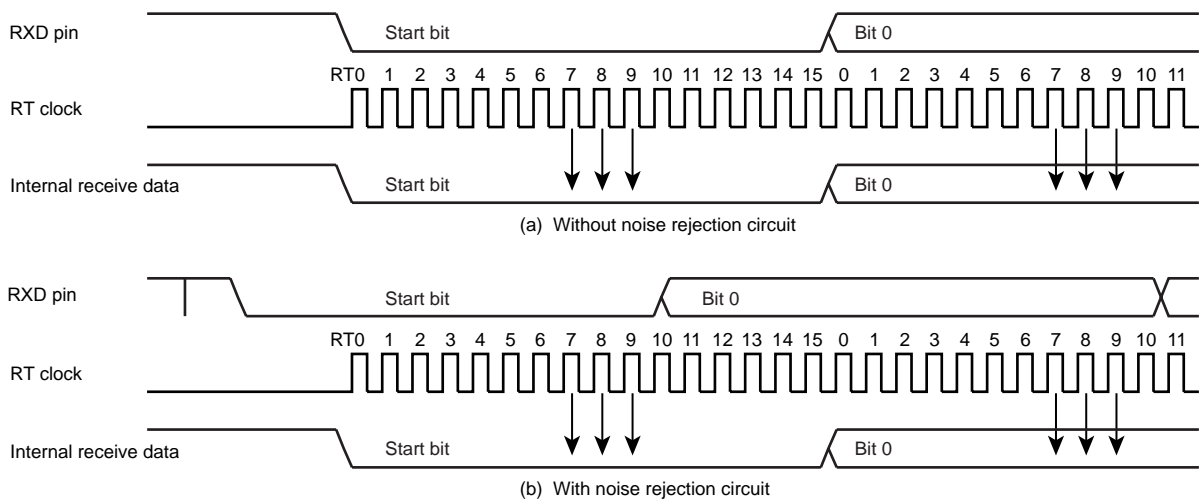 RXD pin
Start bit
Bit 0
RT0 1 2 3 4 5 6 7 8 9 10 11 12 13 14 15 0 1 2 3 4 5 6 7 8 9 10 11
RT clock
Internal receive data
Start bit
Bit 0
(a) Without noise rejection circuit
RXD pin
Start bit
Bit 0
RT0 1 2 3 4 5 6 7 8 9 10 11 12 13 14 15 0 1 2 3 4 5 6 7 8 9 10 11
RT clock
Internal receive data
Start bit
Bit 0
(b) With noise rejection circuit